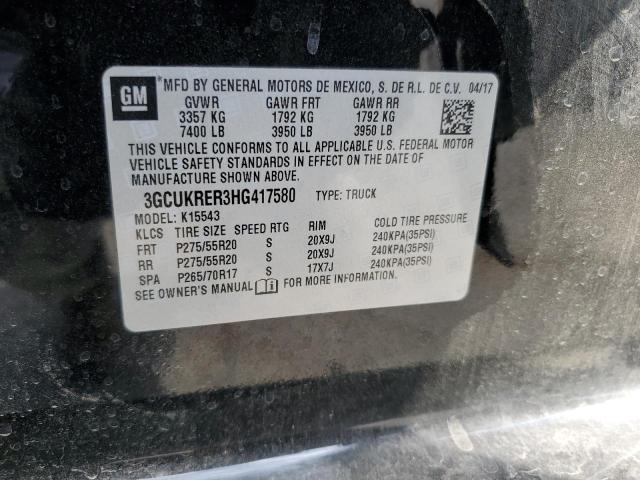 GM
*MFD BY GENERAL MOTORS DE MEXICO, S. DE R.L. DE C.V. 04/17
GVWR GAWR FRT GAWR RR
3357 KG 1792 KG 1792 KG
7400 LB 3950 LB 3950 LB
THIS VEHICLE CONFORMS TO ALL APPLICABLE U.S. FEDERAL MOTOR
VEHICLE SAFETY STANDARDS IN EFFECT ON THE DATE OF
MANUFACTURE SHOWN ABOVE.
3GCUKRER3HG417580 TYPE: TRUCK
MODEL: K15543
KLCS TIRE SIZE SPEED RTG RIM COLD TIRE PRESSURE
FRT P275/55R20 S 20X9J 240KPA(35PSI)
RR P275/55R20 S 20X9J 240KPA(35PSI)
SPA P265/70R17 S 17X7J 240KPA(35PSI)
SEE OWNER'S MANUAL FOR MORE INFORMATION.